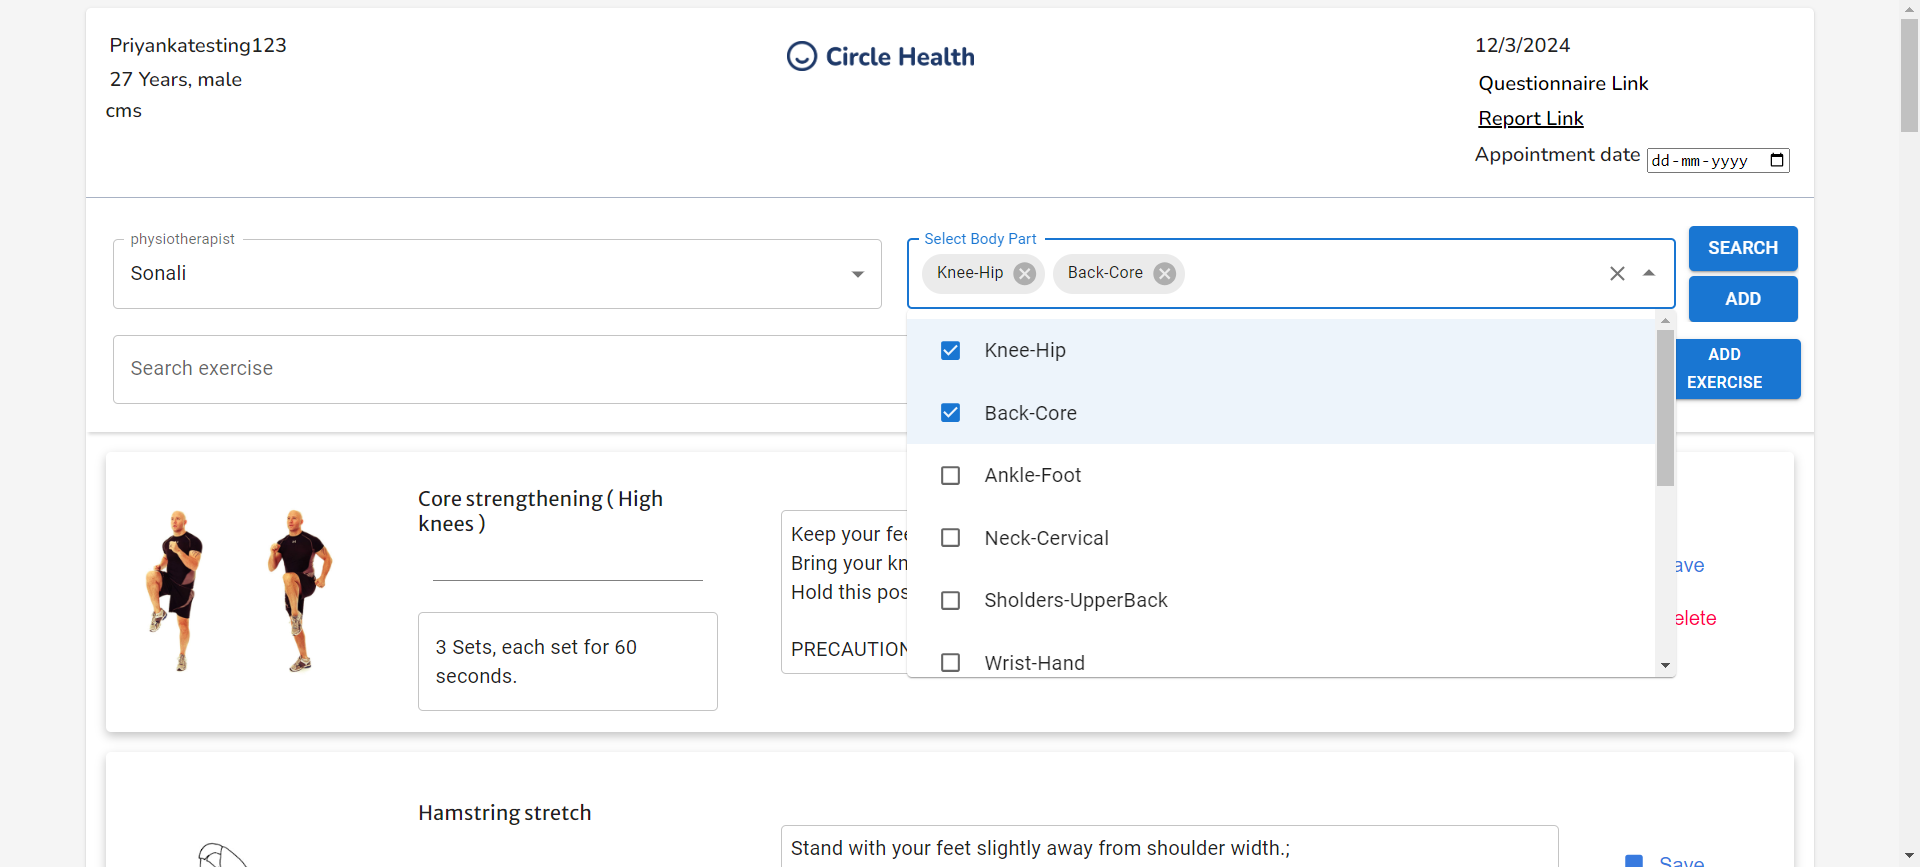 Priyankatesting123
27 Years, male
cms
Circle Health
12/3/2024
Questionnaire Link
Report Link
Appointment date dd-mm-yyyy
physiotherapist
Sonali
Select Body Part
Knee-Hip Back-Core
SEARCH
ADD
Search exercise
ADD
EXERCISE
Knee-Hip
Back-Core
Ankle-Foot
Neck-Cervical
Sholders-UpperBack
Wrist-Hand
Core strengthening ( High
knees )
3 Sets, each set for 60
seconds.
Keep your fee
Bring your kn
Hold this pos
PRECAUTION
ave
elete
Hamstring stretch
Stand with your feet slightly away from shoulder width.;
Save